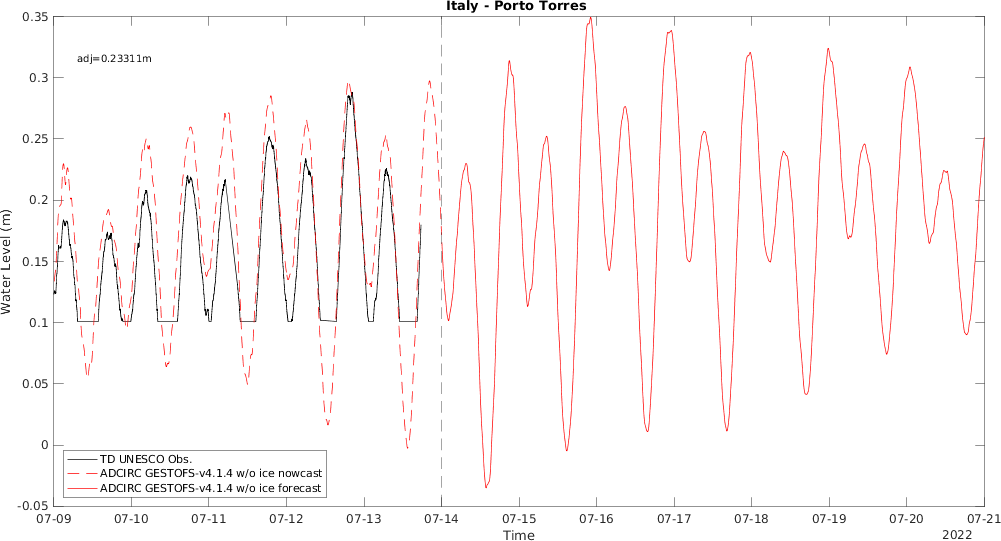 Italy - Porto Torres
adj=0.23311m
Water Level (m)
0.35
0.3
0.25
0.2
0.15
0.1
0.05
0
-0.05
TD UNESCO Obs.
ADCIRC GESTOFS-v4.1.4 w/o ice nowcast
ADCIRC GESTOFS-v4.1.4 w/o ice forecast
07-09 07-10 07-11 07-12 07-13 07-14 07-15 07-16 07-17 07-18 07-19 07-20 07-21
Time
2022